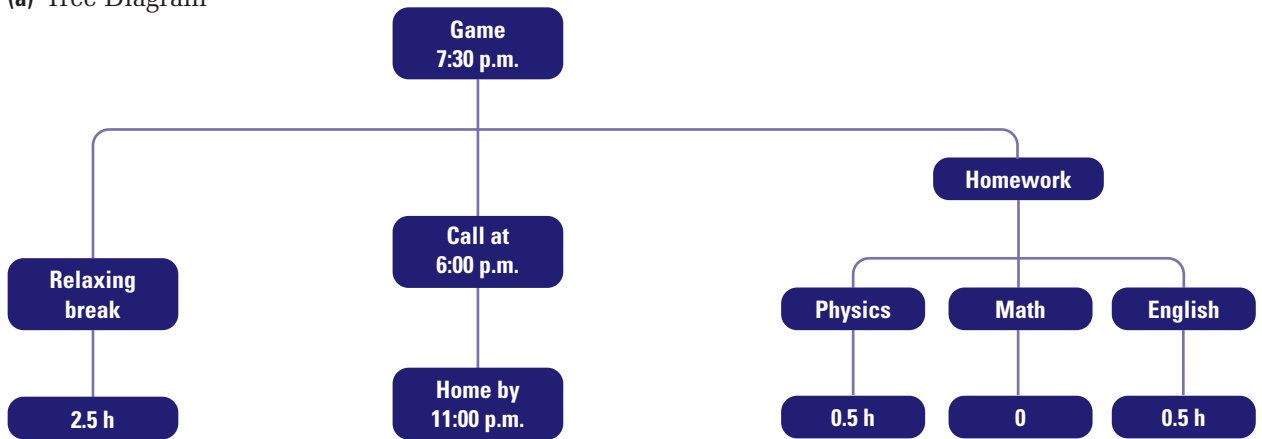 (a) Tree Diagram
Game
7:30 p.m.
Homework
Call at
6:00 p.m.
Relaxing
break
Physics
Math
English
Home by
11:00 p.m.
2.5 h
0.5 h
0
0.5 h